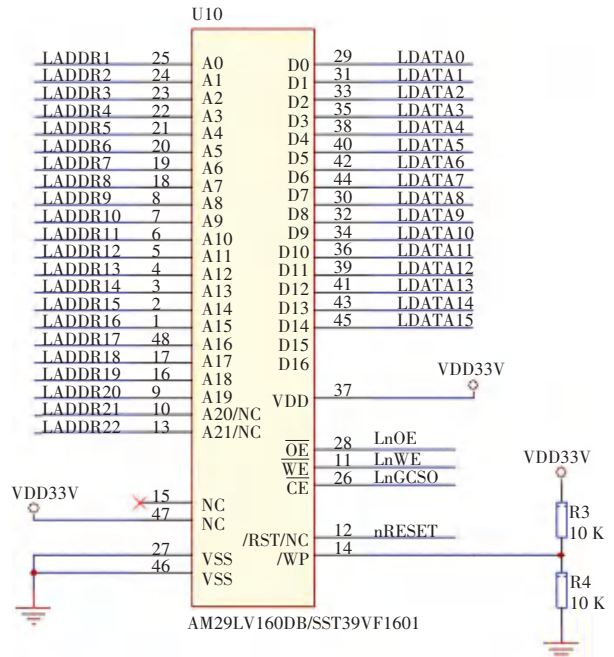 U10
LADDR1 25 A0 D0 29 LDATA0
LADDR2 24 A1 D1 31 LDATA1
LADDR3 23 A2 D2 33 LDATA2
LADDR4 22 A3 D3 35 LDATA3
LADDR5 21 A4 D4 38 LDATA4
LADDR6 20 A5 D5 40 LDATA5
LADDR7 19 A6 D6 42 LDATA6
LADDR8 18 A7 D7 44 LDATA7
LADDR9 8 A8 D8 30 LDATA8
LADDR10 7 A9 D9 32 LDATA9
LADDR11 6 A10 34 LDATA10
LADDR12 5 A11 D10 36 LDATA11
LADDR13 4 A12 D11 39 LDATA12
LADDR14 3 A13 D12 41 LDATA13
LADDR15 2 A14 D13 43 LDATA14
LADDR16 1 A15 D14 45 LDATA15
LADDR17 48 A16 D15
LADDR18 17 A17 D16
LADDR19 16 A18
VDD33V
LADDR20 9 A19 VDD 37
LADDR21 10 A20/NC
LADDR22 13 A21/NC
OE 28 LnOE
WE 11 LnWE
CE 26 LnGCSO
VDD33V
VDD33V
15 NC
47 NC
R3
10 K
/RST/NC 12 nRESET
27 VSS /WP 14
46 VSS
R4
10 K
AM29LV160DB/SST39VF1601